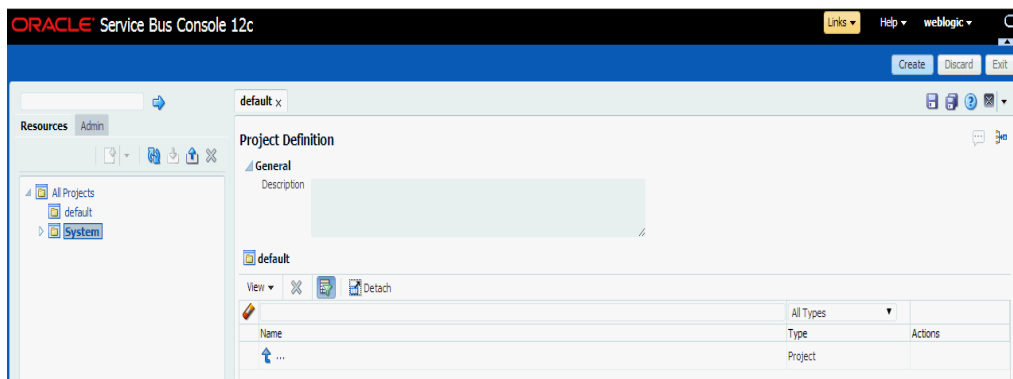 ORACLE Service Bus Console 12c
Links Help weblogic
Create Discard Exit
default x
Resources Admin
Project Definition
General
Description
All Projects
default
System
default
View Detach
All Types
Name Type Actions
... Project